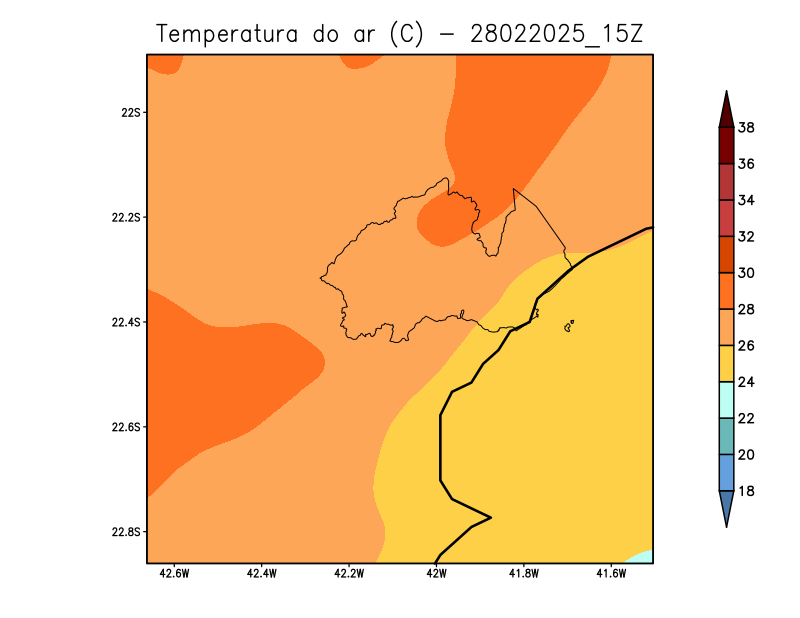 Temperatura do ar (C) − 28022025_15Z
22S
22.2S
22.4S
22.6S
22.8S
42.6W
42.4W
42.2W
42W
41.8W
41.6W
38
36
34
32
30
28
26
24
22
20
18